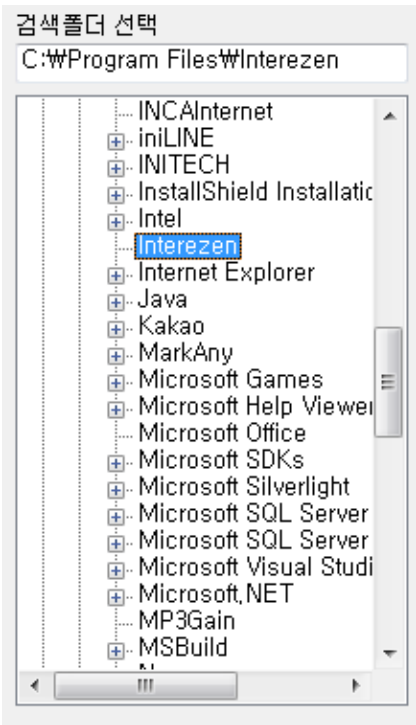 검색폴더 선택
C:₩Program Files₩Interezen
INCAInternet
iniLINE
INITECH
InstallShield Installatic
Intel
Interezen
Internet Explorer
Java
Kakao
MarkAny
Microsoft Games
Microsoft Help Viewer
Microsoft Office
Microsoft SDKs
Microsoft Silverlight
Microsoft SQL Server
Microsoft SQL Server
Microsoft Visual Studi
Microsoft.NET
MP3Gain
MSBuild